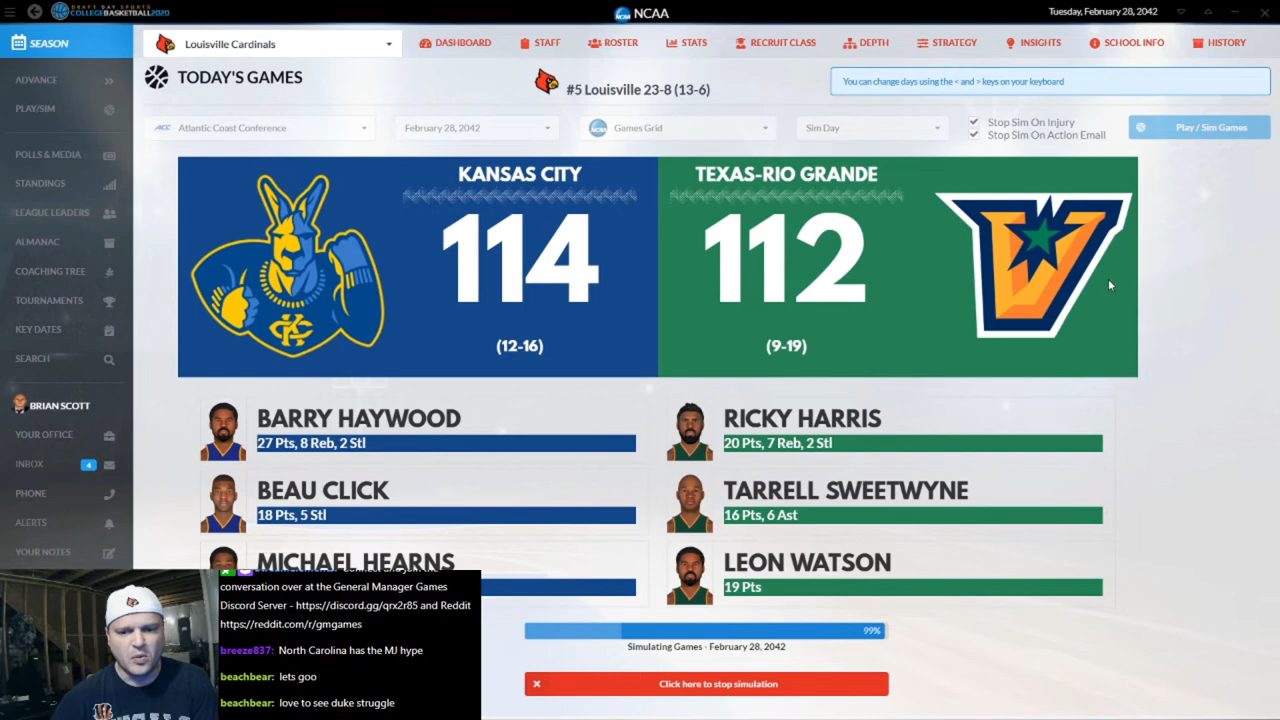 DRAFT DAY SPORTS
COLLEGE BASKETBALL 2020
NCAA
Tuesday, February 28, 2042
SEASON
Louisville Cardinals
DASHBOARD
STAFF
ROSTER
STATS
RECRUIT CLASS
DEPTH
STRATEGY
INSIGHTS
SCHOOL INFO
HISTORY
TODAY'S GAMES
#5 Louisville 23-8 (13-6)
You can change days using the < and > keys on your keyboard
ACC Atlantic Coast Conference
February 28, 2042
Games Grid
Sim Day
Stop Sim On Injury
Stop Sim On Action Email
Play / Sim Games
ADVANCE
PLAY/SIM
POLLS & MEDIA
STANDINGS
LEAGUE LEADERS
ALMANAC
COACHING TREE
TOURNAMENTS
KEY DATES
SEARCH
BRIAN SCOTT
YOUR OFFICE
INBOX 4
PHONE
ALERTS
YOUR NOTES
KANSAS CITY
114
(12-16)
KC
TEXAS-RIO GRANDE
112
(9-19)
V
BARRY HAYWOOD
27 Pts, 8 Reb, 2 Stl
RICKY HARRIS
20 Pts, 7 Reb, 2 Stl
BEAU CLICK
18 Pts, 5 Stl
TARRELL SWEETWYNE
16 Pts, 6 Ast
MICHAEL HEARNS
LEON WATSON
19 Pts
conversation over at the General Manager Games
Discord Server - https://discord.gg/qrx2r85 and Reddit
https://reddit.com/r/gmgames
breeze837: North Carolina has the MJ hype
beachbear: lets goo
beachbear: love to see duke struggle
99%
Simulating Games - February 28, 2042
Click here to stop simulation